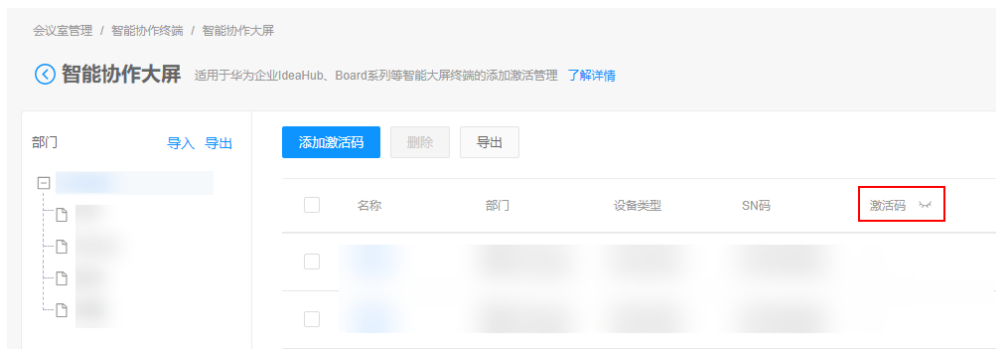 会议室管理 / 智能协作终端 / 智能协作大屏
智能协作大屏 适用于华为企业IdeaHub、Board系列等智能大屏终端的添加激活管理 了解详情
部门 导入 导出
添加激活码 删除 导出
名称 部门 设备类型 SN码 激活码